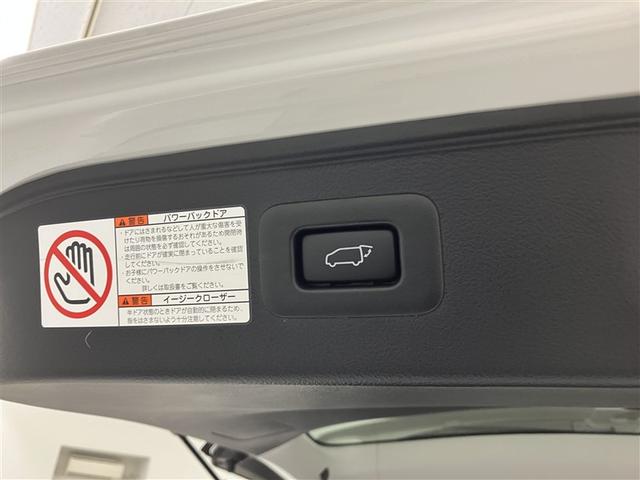 警告 パワーバックドア
・ドアにはさまれるなどして人が重大な傷害を受
けたり荷物を損傷するおそれがあるため開閉時
は周囲の状態を必ず確認してください。
・走行前にドアが確実に閉まっていることを確認
してください。
・お子様にパワーバックドアの操作をさせないで
ください。
詳しくは取扱書をご覧ください。
警告 イージークローザー
半ドア状態のときドアが自動的に閉まるため、
指をはさまないよう十分注意してください。